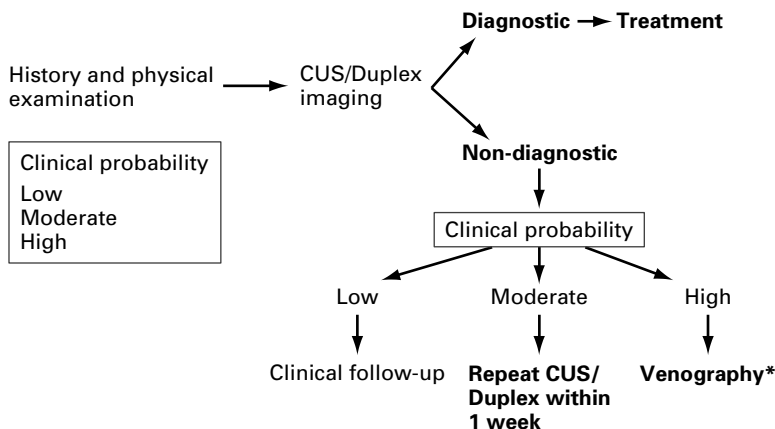 Diagnostic
Treatment
History and physical
examination
CUS/Duplex
imaging
Non-diagnostic
Clinical probability
Low
Moderate
High
Clinical probability
Low
Moderate
High
Clinical follow-up
Repeat CUS/
Duplex within
1 week
Venography*